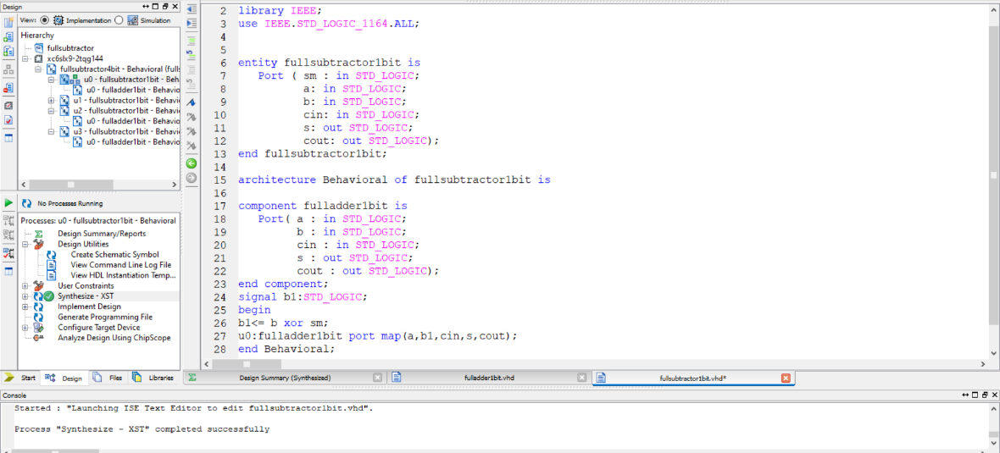 Design
View:
Implementation
Simulation
Hierarchy
fullsubtractor
xc6slx9-2tqg144
fullsubtractor4bit - Behavioral (full
u0 - fullsubtractor1bit - Beh
u0 - fulladder1bit - Behavio
u1 - fullsubtractor1bit - Behavi
u2 - fullsubtractor1bit - Behavi
u0 - fulladder1bit - Behavio
u3 - fullsubtractor1bit - Behavi
u0 - fulladder1bit - Behavio
No Processes Running
Processes: u0 - fullsubtractor1bit - Behavioral
Design Summary/Reports
Design Utilities
Create Schematic Symbol
View Command Line Log File
View HDL Instantiation Temp...
User Constraints
Synthesize - XST
Implement Design
Generate Programming File
Configure Target Device
Analyze Design Using ChipScope
Start
Design
Files
Libraries
2 library IEEE;
3 use IEEE.STD_LOGIC_1164.ALL;
4
5
6 entity fullsubtractor1bit is
7 Port ( sm : in STD_LOGIC;
8 a: in STD_LOGIC;
9 b: in STD_LOGIC;
10 cin: in STD_LOGIC;
11 s: out STD_LOGIC;
12 cout: out STD_LOGIC);
13 end fullsubtractor1bit;
14
15 architecture Behavioral of fullsubtractor1bit is
16
17 component fulladder1bit is
18 Port( a : in STD_LOGIC;
19 b : in STD_LOGIC;
20 cin : in STD_LOGIC;
21 s : out STD_LOGIC;
22 cout : out STD_LOGIC);
23 end component;
24 signal b1:STD_LOGIC;
25 begin
26 b1<= b xor sm;
27 u0:fulladder1bit port map(a,b1,cin,s,cout);
28 end Behavioral;
Design Summary (Synthesized)
fulladder1bit.vhd
fullsubtractor1bit.vhd*
Console
Started : "Launching ISE Text Editor to edit fullsubtractor1bit.vhd".
Process "Synthesize - XST" completed successfully